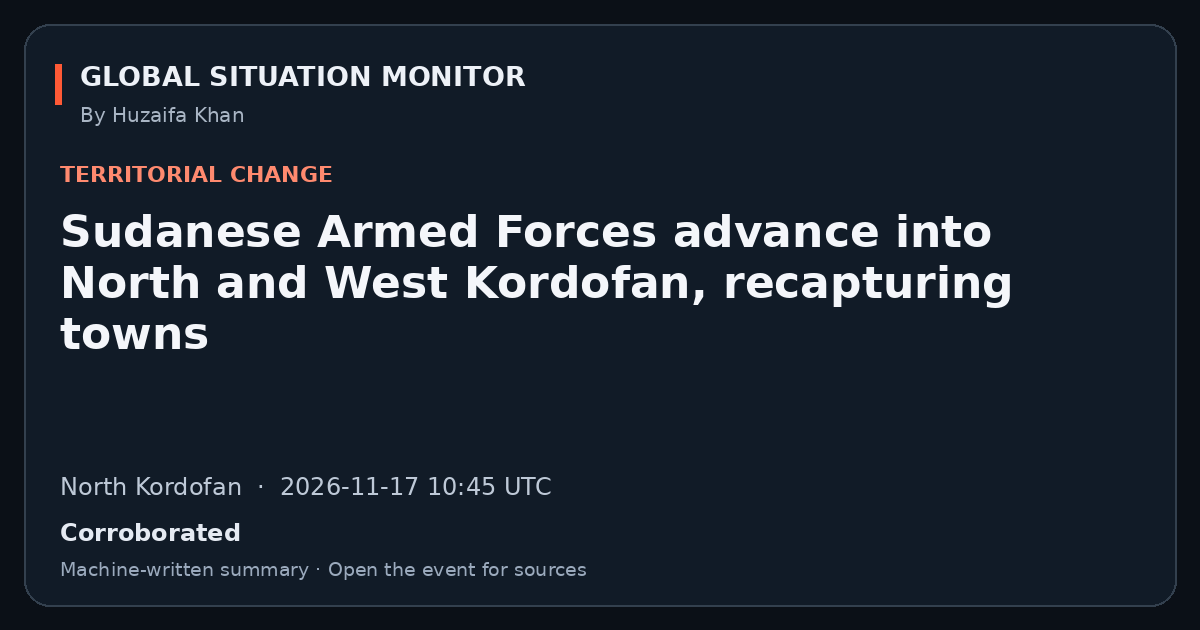 GLOBAL SITUATION MONITOR
By Huzaifa Khan
TERRITORIAL CHANGE
Sudanese Armed Forces advance into
North and West Kordofan, recapturing
towns
North Kordofan · 2026-11-17 10:45 UTC
Corroborated
Machine-written summary · Open the event for sources